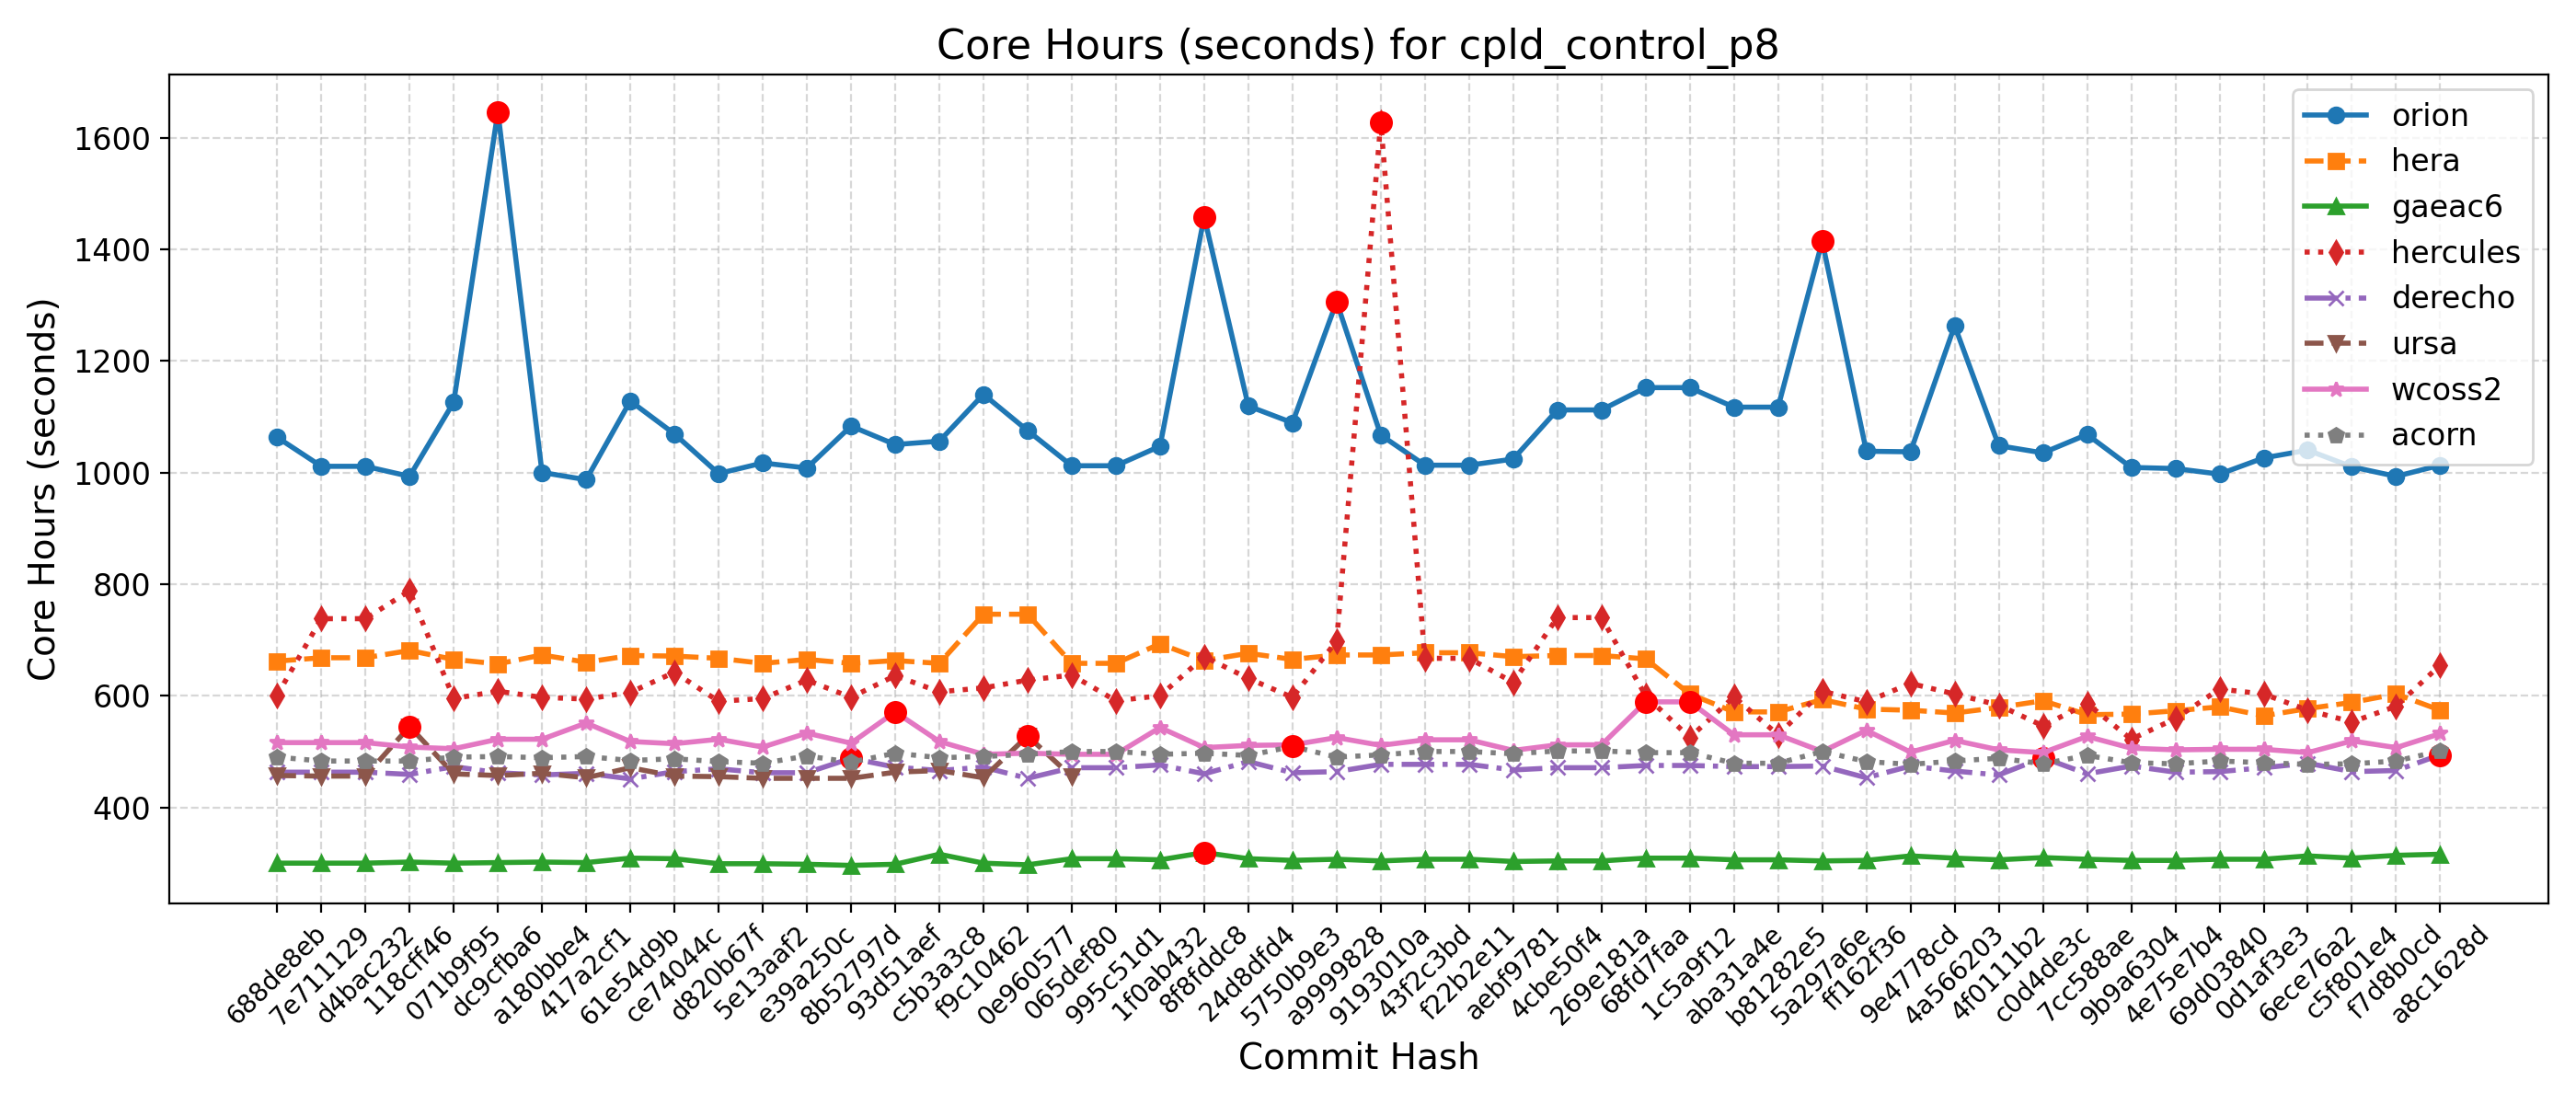 Core Hours (seconds) for cpld_control_p8
Core Hours (seconds)
1600
1400
1200
1000
800
600
400
orion
hera
gaeac6
hercules
derecho
ursa
wcoss2
acorn
688de8eb
7e711129
d4bac232
118cff46
071b9f95
dc9cfba6
a180bbe4
417a2cf1
61e54d9b
ce74044c
d820b67f
5e13aaf2
e39a250c
8b52797d
93d51aef
c5b3a3c8
f9c10462
0e960577
065def80
995c51d1
1f0ab432
8f8fddc8
24d8dfd4
5750b9e3
a9999828
9193010a
43f2c3bd
f22b2e11
aebf9781
4cbe50f4
269e181a
68fd7faa
1c5a9f12
aba31a4e
b81282e5
5a297a6e
ff162f36
9e4778cd
4a566203
4f0111b2
c0d4de3c
7cc588ae
9b9a6304
4e75e7b4
69d03840
0d1af3e3
6ece76a2
c5f801e4
f7d8b0cd
a8c1628d
Commit Hash